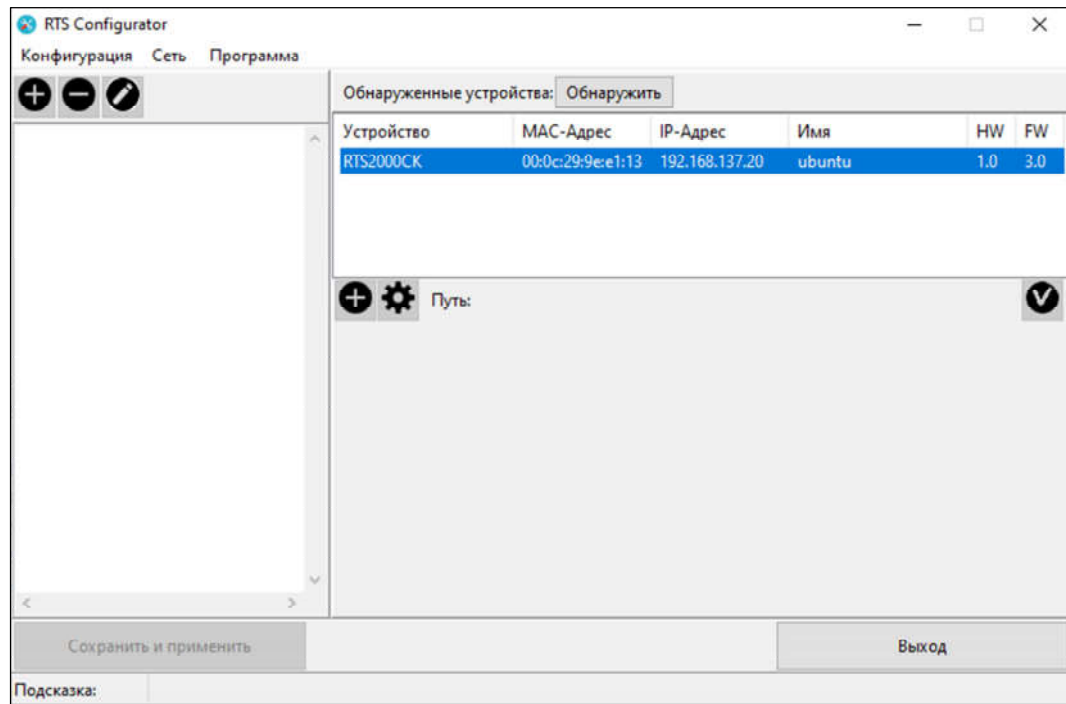 RTS Configurator
Конфигурация Сеть Программа
Обнаруженные устройства: Обнаружить
Устройство MAC-Адрес IP-Адрес Имя HW FW
RTS2000CK 00:0c:29:9e:e1:13 192.168.137.20 ubuntu 1.0 3.0
Путь:
Сохранить и применить
Выход
Подсказка: